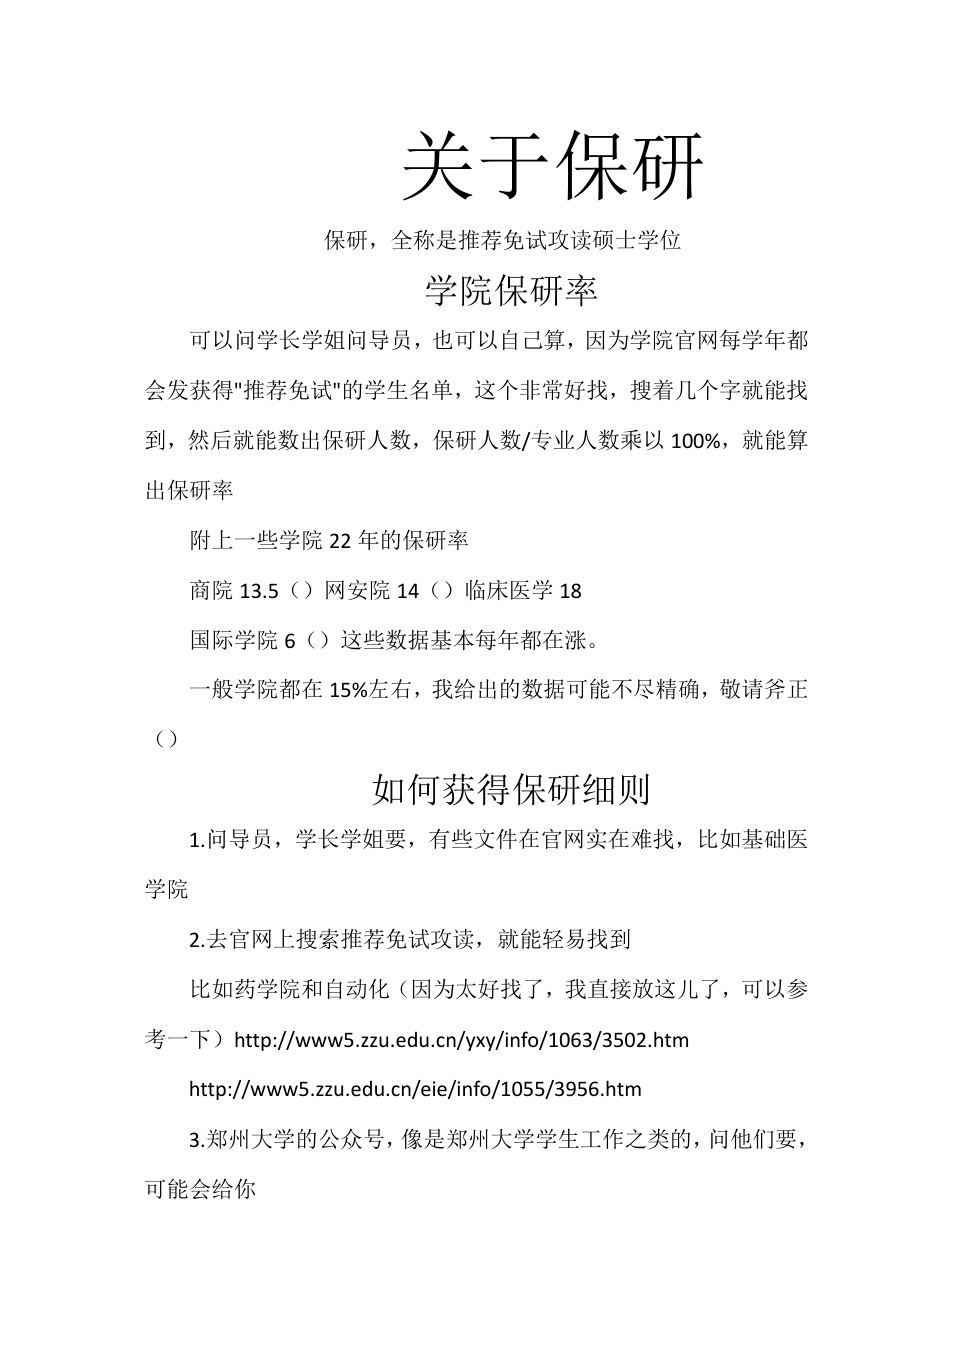 关于保研
保研，全称是推荐免试攻读硕士学位
学院保研率
可以问学长学姐问导员，也可以自己算，因为学院官网每学年都
会发获得"推荐免试"的学生名单，这个非常好找，搜着几个字就能找
到，然后就能数出保研人数，保研人数/专业人数乘以 100%，就能算
出保研率
附上一些学院 22 年的保研率
商院 13.5（）网安院 14（）临床医学 18
国际学院 6（）这些数据基本每年都在涨。
一般学院都在 15%左右，我给出的数据可能不尽精确，敬请斧正
（）
如何获得保研细则
1.问导员，学长学姐要，有些文件在官网实在难找，比如基础医
学院
2.去官网上搜索推荐免试攻读，就能轻易找到
比如药学院和自动化（因为太好找了，我直接放这儿了，可以参
考一下）http://www5.zzu.edu.cn/yxy/info/1063/3502.htm
http://www5.zzu.edu.cn/eie/info/1055/3956.htm
3.郑州大学的公众号，像是郑州大学学生工作之类的，问他们要，
可能会给你